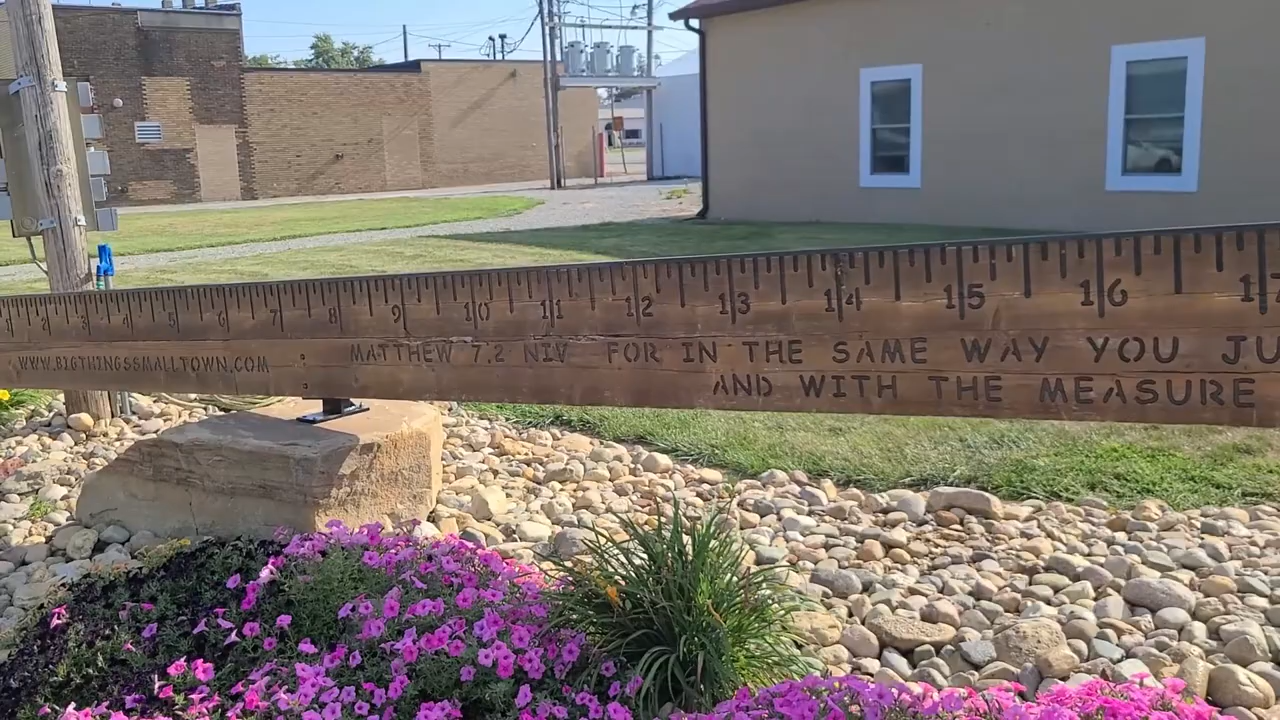 1 2 3 4 5 6 7 8 9 10 11 12 13 14 15 16
WWW.BIGTHINGSSMALLTOWN.COM MATTHEW 7.2 NIV FOR IN THE SAME WAY YOU JU
AND WITH THE MEASURE